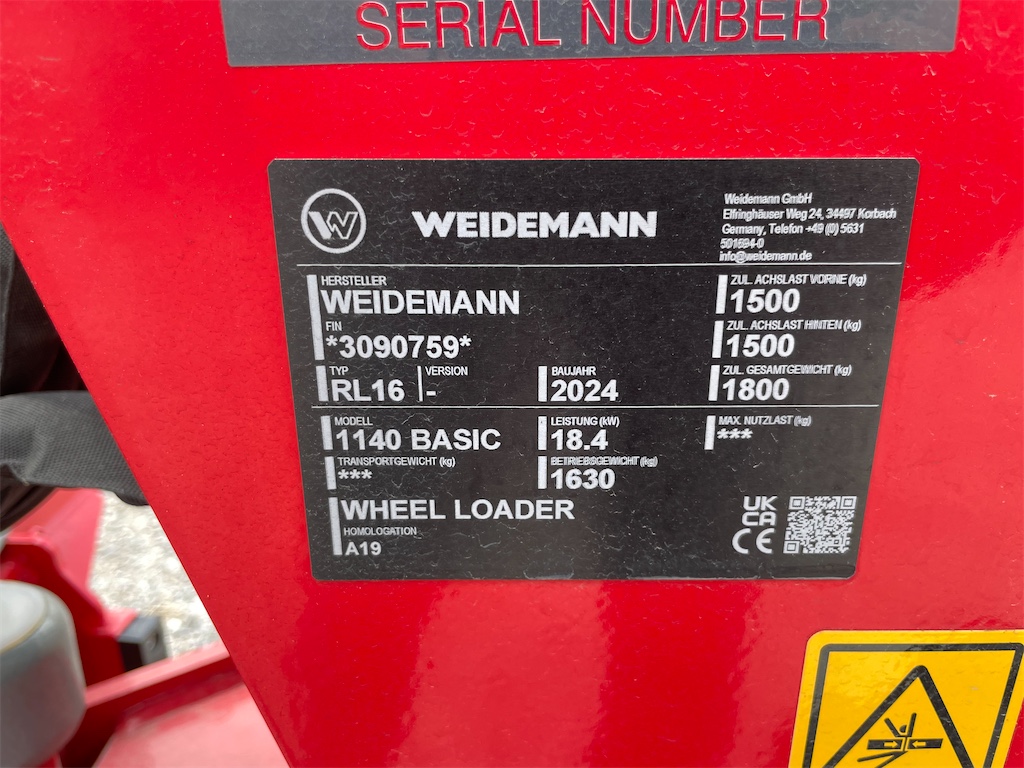 SERIAL NUMBER
WEIDEMANN
Weidemann GmbH
Elfringhäuser Weg 24, 34497 Korbach
Germany, Telefon +49 (0) 5631
501694-0
info@weidemann.de
HERSTELLER
WEIDEMANN
ZUL. ACHSLAST VORNE (kg)
1500
FIN
*3090759*
ZUL. ACHSLAST HINTEN (kg)
1500
TYP
RL16
VERSION
-
BAUJAHR
2024
ZUL. GESAMTGEWICHT (kg)
1800
MODELL
1140 BASIC
LEISTUNG (kW)
18.4
MAX. NUTZLAST (kg)
***
TRANSPORTGEWICHT (kg)
***
BETRIEBSGEWICHT (kg)
1630
WHEEL LOADER
HOMOLOGATION
A19
UK
CA
CE